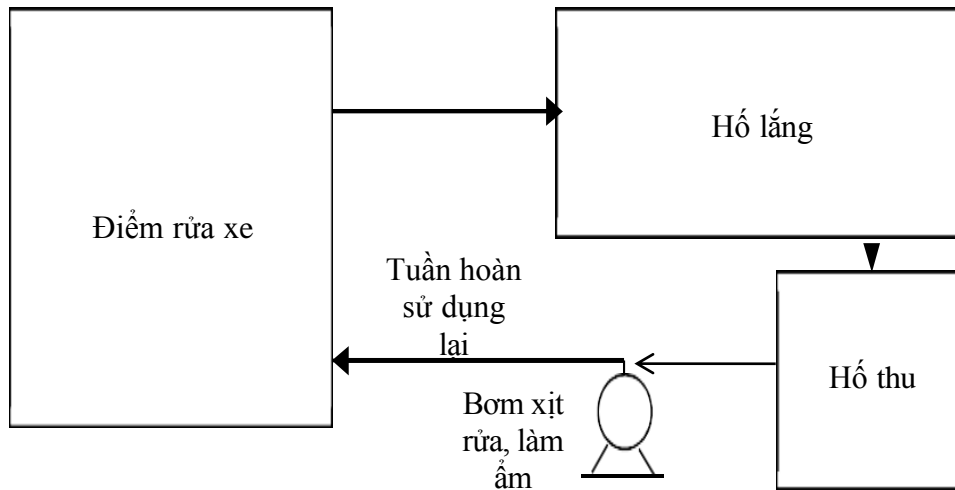 Hố lắng
Điểm rửa xe
Tuần hoàn
sử dụng
lại
Hố thu
Bơm xịt
rửa, làm
ẩm